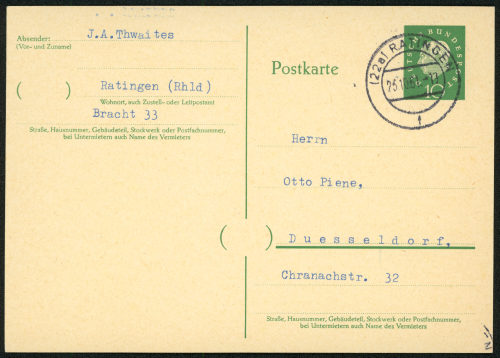 Absender:
(Vor- und Zuname)
J.A.Thwaites
Ratingen (Rhld)
Wohnort, auch Zustell- oder Leitpostamt
Bracht 33
Straße, Hausnummer, Gebäudeteil, Stockwerk oder Postfachnummer,
bei Untermietern auch Name des Vermieters
Postkarte
(22a) RATINGEN
f
10
Herrn
Otto Piene,
Duesseldorf,
Chranachstr. 32
Straße, Hausnummer, Gebäudeteil, Stockwerk oder Postfachnummer,
bei Untermietern auch Name des Vermieters